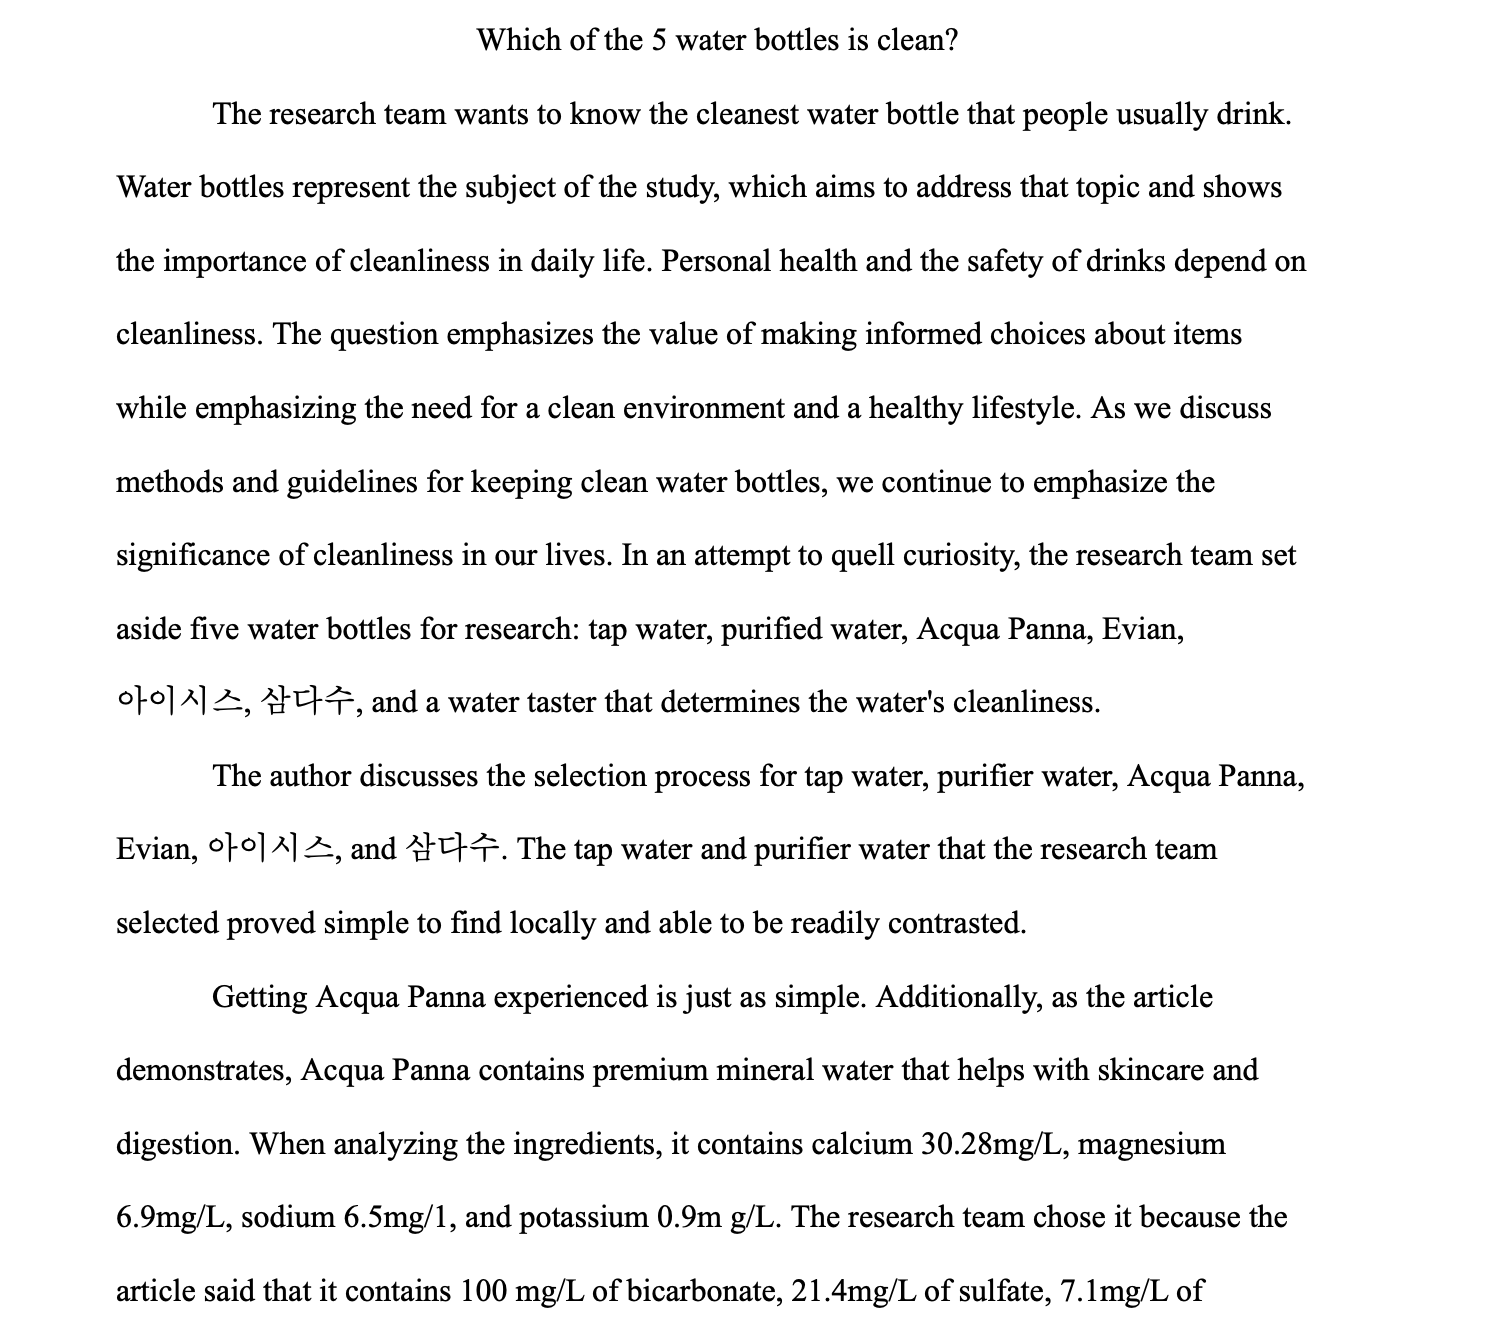 Which of the 5 water bottles is clean?
The research team wants to know the cleanest water bottle that people usually drink.
Water bottles represent the subject of the study, which aims to address that topic and shows
the importance of cleanliness in daily life. Personal health and the safety of drinks depend on
cleanliness. The question emphasizes the value of making informed choices about items
while emphasizing the need for a clean environment and a healthy lifestyle. As we discuss
methods and guidelines for keeping clean water bottles, we continue to emphasize the
significance of cleanliness in our lives. In an attempt to quell curiosity, the research team set
aside five water bottles for research: tap water, purified water, Acqua Panna, Evian,
아이시스, 삼다수, and a water taster that determines the water's cleanliness.
The author discusses the selection process for tap water, purifier water, Acqua Panna,
Evian, 아이시스, and 삼다수. The tap water and purifier water that the research team
selected proved simple to find locally and able to be readily contrasted.
Getting Acqua Panna experienced is just as simple. Additionally, as the article
demonstrates, Acqua Panna contains premium mineral water that helps with skincare and
digestion. When analyzing the ingredients, it contains calcium 30.28mg/L, magnesium
6.9mg/L, sodium 6.5mg/1, and potassium 0.9m g/L. The research team chose it because the
article said that it contains 100 mg/L of bicarbonate, 21.4mg/L of sulfate, 7.1mg/L of